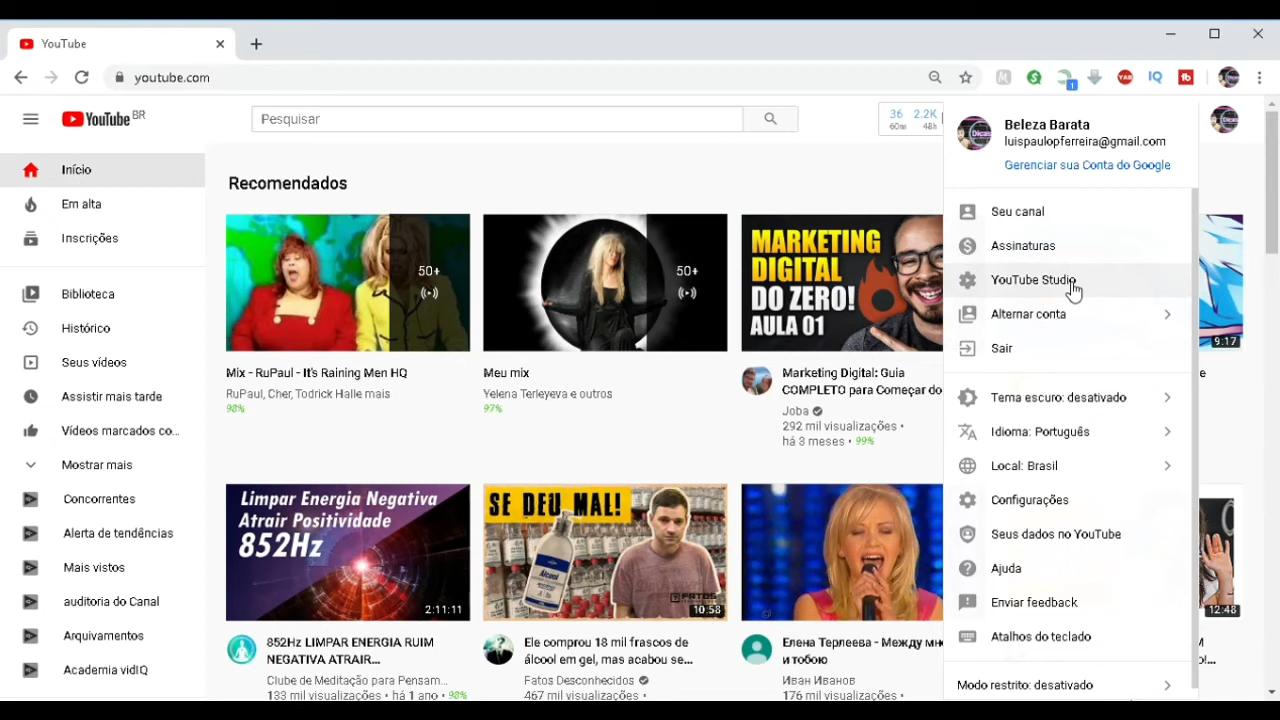 YouTube
youtube.com
1
YouTube BR
Pesquisar
36 2.2K
60m 48h
Início
Em alta
Inscrições
Biblioteca
Histórico
Seus vídeos
Assistir mais tarde
Vídeos marcados co...
Mostrar mais
Concorrentes
Alerta de tendências
Mais vistos
auditoria do Canal
Arquivamentos
Academia vidIQ
Recomendados
50+
Mix - RuPaul - It's Raining Men HQ
RuPaul, Cher, Todrick Halle mais
98%
50+
Meu mix
Yelena Terleyeva e outros
97%
MARKETING
DIGITAL
DO ZERO!
AULA 01
Marketing Digital: Guia
COMPLETO para Começar do
Joba
292 mil visualizações •
há 3 meses • 99%
9:17
Limpar Energia Negativa
Atrair Positividade
852Hz
2:11:11
852Hz LIMPAR ENERGIA RUIM
NEGATIVA ATRAIR...
Clube de Meditação para Pensam...
133 mil visualizações • há 1 ano • 98%
SE DEU MAL!
Álcool
FATOS
10:58
Ele comprou 18 mil frascos de
álcool em gel, mas acabou se...
Fatos Desconhecidos
467 mil visualizações •
Елена Терлеева - Между мн
и тобою
Иван Иванов
176 mil visualizações •
12:48
Beleza Barata
luispaulopferreira@gmail.com
Gerenciar sua Conta do Google
Seu canal
Assinaturas
YouTube Studio
Alternar conta
Sair
Tema escuro: desativado
Idioma: Português
Local: Brasil
Configurações
Seus dados no YouTube
Ajuda
Enviar feedback
Atalhos do teclado
Modo restrito: desativado